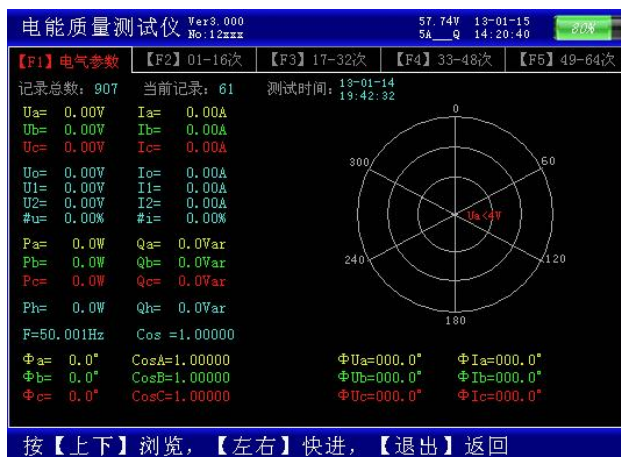 电能质量测试仪 Ver3.000 No:12xxx 57.74V 5A__Q 13-01-15 14:20:40 80%
【F1】电气参数 【F2】01-16次 【F3】17-32次 【F4】33-48次 【F5】49-64次
记录总数: 907 当前记录: 61 测试时间: 13-01-14 19:42:32
Ua= 0.00V Ia= 0.00A
Ub= 0.00V Ib= 0.00A
Uc= 0.00V Ic= 0.00A
Uo= 0.00V Io= 0.00A
U1= 0.00V I1= 0.00A
U2= 0.00V I2= 0.00A
#u= 0.00% #i= 0.00%
Pa= 0.0W Qa= 0.0Var
Pb= 0.0W Qb= 0.0Var
Pc= 0.0W Qc= 0.0Var
Ph= 0.0W Qh= 0.0Var
F=50.001Hz Cos =1.00000
0
300 60
Ua<4V
240 120
180
Φa= 0.0° CosA=1.00000 ΦUa=000.0° ΦIa=000.0°
Φb= 0.0° CosB=1.00000 ΦUb=000.0° ΦIb=000.0°
Φc= 0.0° CosC=1.00000 ΦUc=000.0° ΦIc=000.0°
按【上下】浏览，【左右】快进，【退出】返回